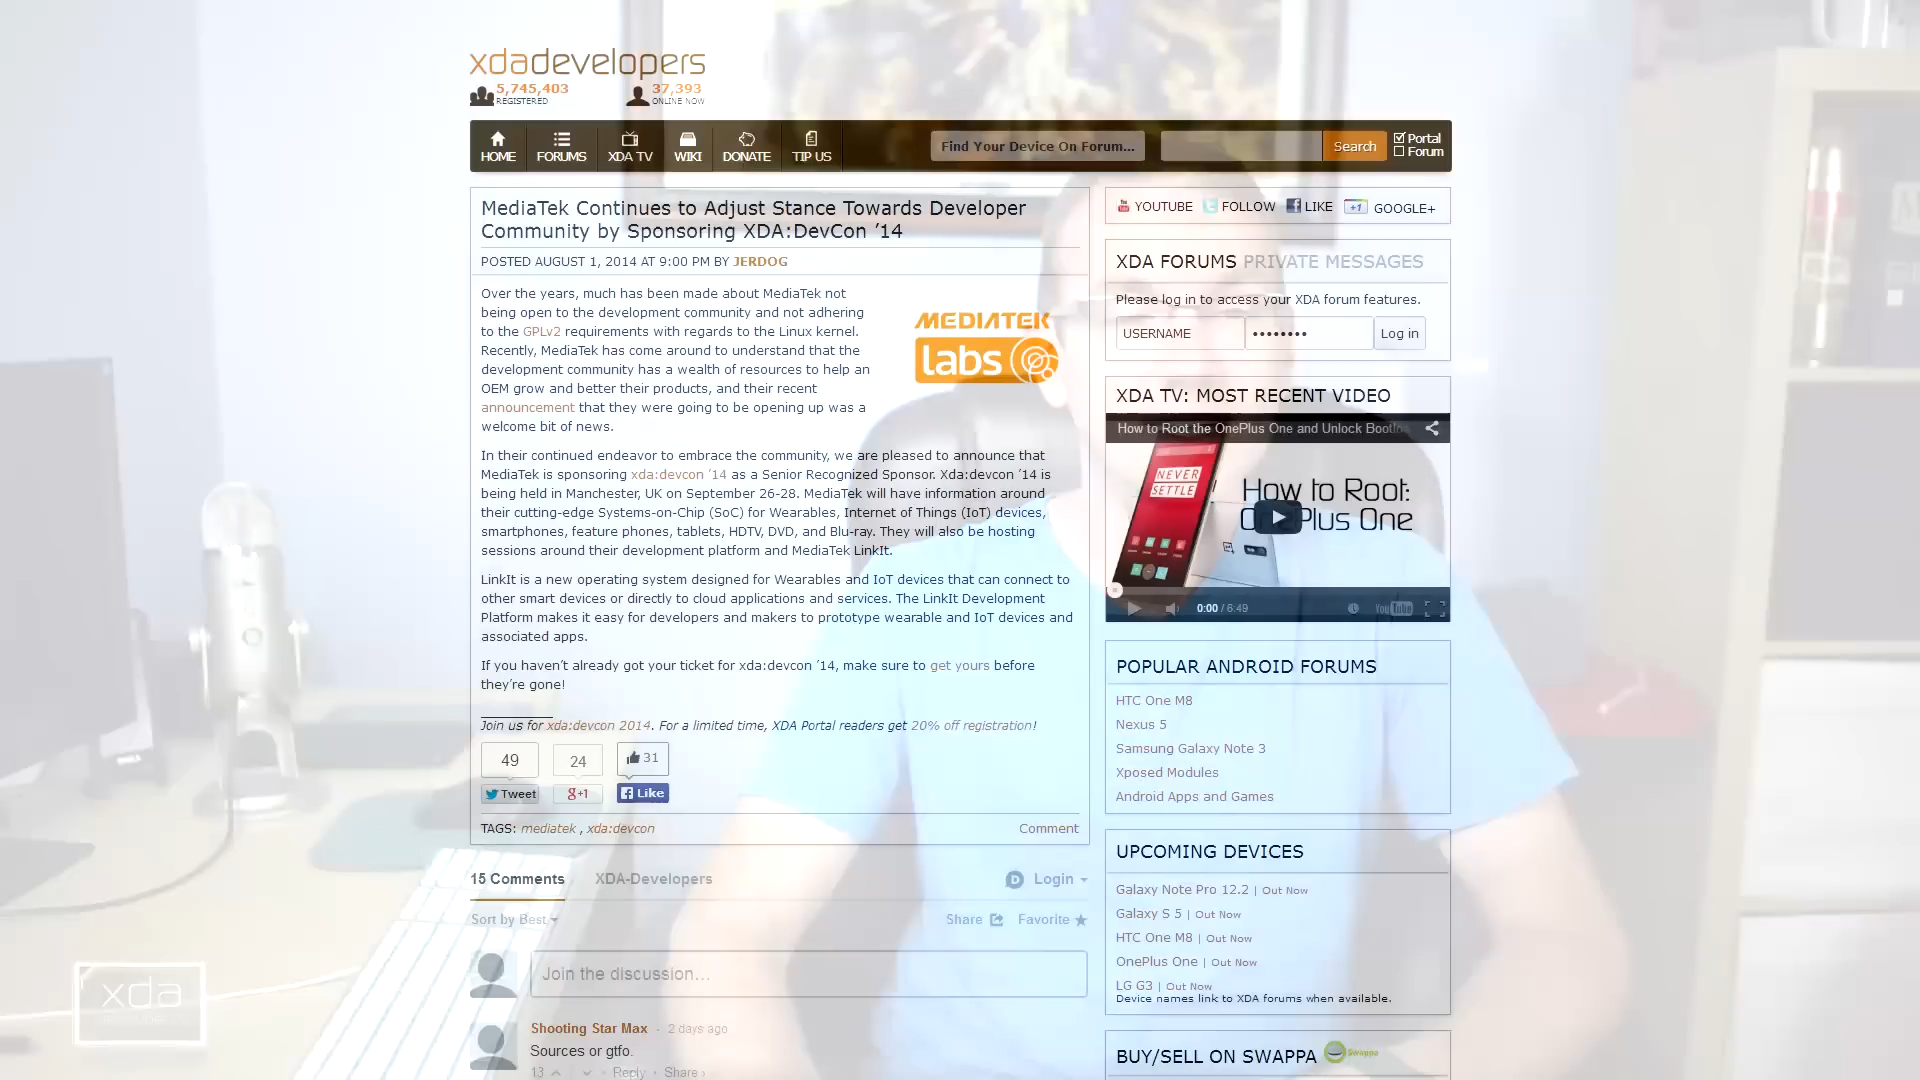 xdadevelopers
5,745,403
REGISTERED
37,393
ONLINE NOW
HOME
FORUMS
XDA TV
WIKI
DONATE
TIP US
Find Your Device On Forum...
Search
Portal
Forum
MediaTek Continues to Adjust Stance Towards Developer
Community by Sponsoring XDA:DevCon ’14
POSTED AUGUST 1, 2014 AT 9:00 PM BY JERDOG
Over the years, much has been made about MediaTek not
being open to the development community and not adhering
to the GPLv2 requirements with regards to the Linux kernel.
Recently, MediaTek has come around to understand that the
development community has a wealth of resources to help an
OEM grow and better their products, and their recent
announcement that they were going to be opening up was a
welcome bit of news.
MEDIATEK
labs
In their continued endeavor to embrace the community, we are pleased to announce that
MediaTek is sponsoring xda:devcon ’14 as a Senior Recognized Sponsor. Xda:devcon ’14 is
being held in Manchester, UK on September 26-28. MediaTek will have information around
their cutting-edge Systems-on-Chip (SoC) for Wearables, Internet of Things (IoT) devices,
smartphones, feature phones, tablets, HDTV, DVD, and Blu-ray. They will also be hosting
sessions around their development platform and MediaTek LinkIt.
LinkIt is a new operating system designed for Wearables and IoT devices that can connect to
other smart devices or directly to cloud applications and services. The LinkIt Development
Platform makes it easy for developers and makers to prototype wearable and IoT devices and
associated apps.
If you haven’t already got your ticket for xda:devcon ’14, make sure to get yours before
they’re gone!
Join us for xda:devcon 2014. For a limited time, XDA Portal readers get 20% off registration!
49
24
31
Tweet
g+1
Like
TAGS: mediatek , xda:devcon
Comment
15 Comments
XDA-Developers
Login
Sort by Best
Share
Favorite
Join the discussion…
Shooting Star Max · 2 days ago
Sources or gtfo.
13
Reply · Share ›
YOUTUBE
FOLLOW
LIKE
+1 GOOGLE+
XDA FORUMS PRIVATE MESSAGES
Please log in to access your XDA forum features.
USERNAME
••••••••
Log in
XDA TV: MOST RECENT VIDEO
How to Root the OnePlus One and Unlock Bootlo
NEVER
SETTLE
How to Root:
OnePlus One
0:00 / 6:49
YouTube
POPULAR ANDROID FORUMS
HTC One M8
Nexus 5
Samsung Galaxy Note 3
Xposed Modules
Android Apps and Games
UPCOMING DEVICES
Galaxy Note Pro 12.2 | Out Now
Galaxy S 5 | Out Now
HTC One M8 | Out Now
OnePlus One | Out Now
LG G3 | Out Now
Device names link to XDA forums when available.
BUY/SELL ON SWAPPA
Swappa
xda